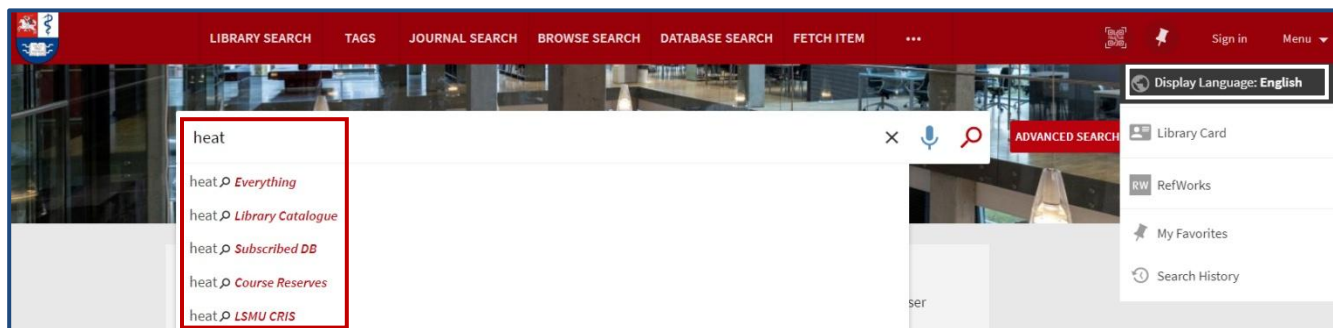 LIBRARY SEARCH TAGS JOURNAL SEARCH BROWSE SEARCH DATABASE SEARCH FETCH ITEM ••• Sign in Menu
Display Language: English
heat
ADVANCED SEARCH
Library Card
heat Everything
RW RefWorks
heat Library Catalogue
My Favorites
heat Subscribed DB
Search History
heat Course Reserves
ser
heat LSMU CRIS